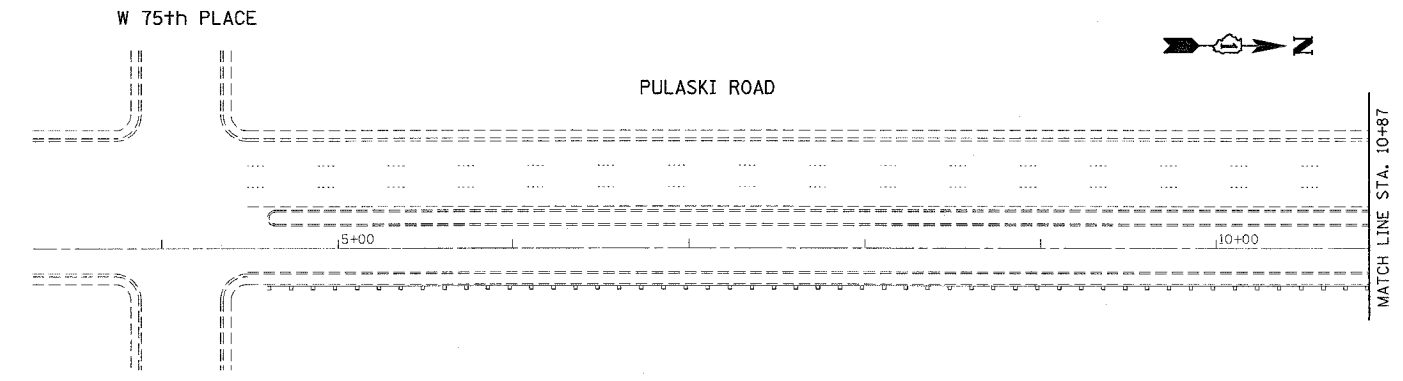 W 75th PLACE
PULASKI ROAD
N
5+00
10+00
MATCH LINE STA. 10+87